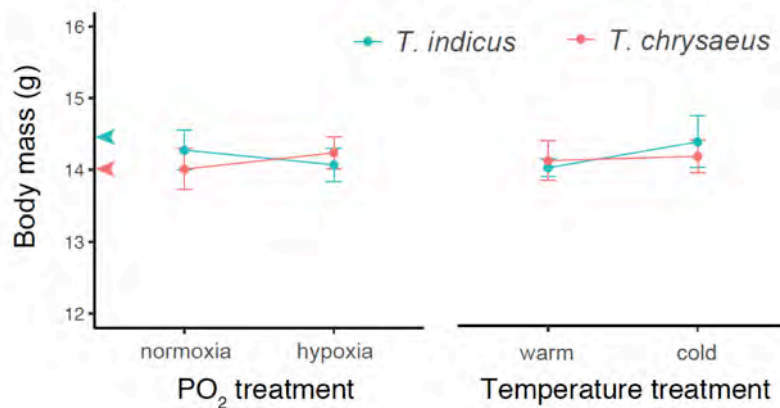 T. indicus T. chrysaeus
Body mass (g)
16
15
14
13
12
normoxia hypoxia
warm cold
PO₂ treatment
Temperature treatment